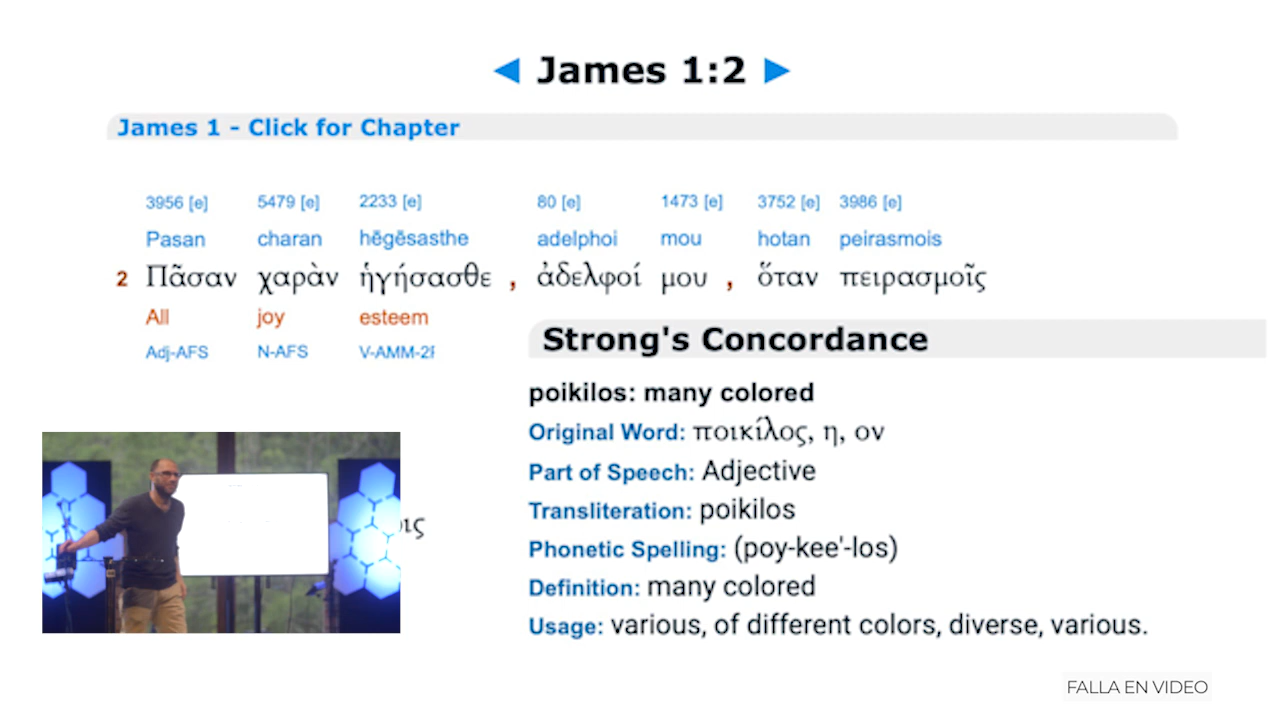 ◄ James 1:2 ►
James 1 - Click for Chapter
3956 [e] 5479 [e] 2233 [e] 80 [e] 1473 [e] 3752 [e] 3986 [e]
Pasan charan hēgēsasthe adelphoi mou hotan peirasmois
2 Πᾶσαν χαρὰν ἡγήσασθε , ἀδελφοί μου , ὅταν πειρασμοῖς
All joy esteem
Adj-AFS N-AFS
Strong's Concordance
poikilos: many colored
Original Word: ποικίλος, η, ον
Part of Speech: Adjective
Transliteration: poikilos
Phonetic Spelling: (poy-kee'-los)
Definition: many colored
Usage: various, of different colors, diverse, various.
FALLA EN VIDEO